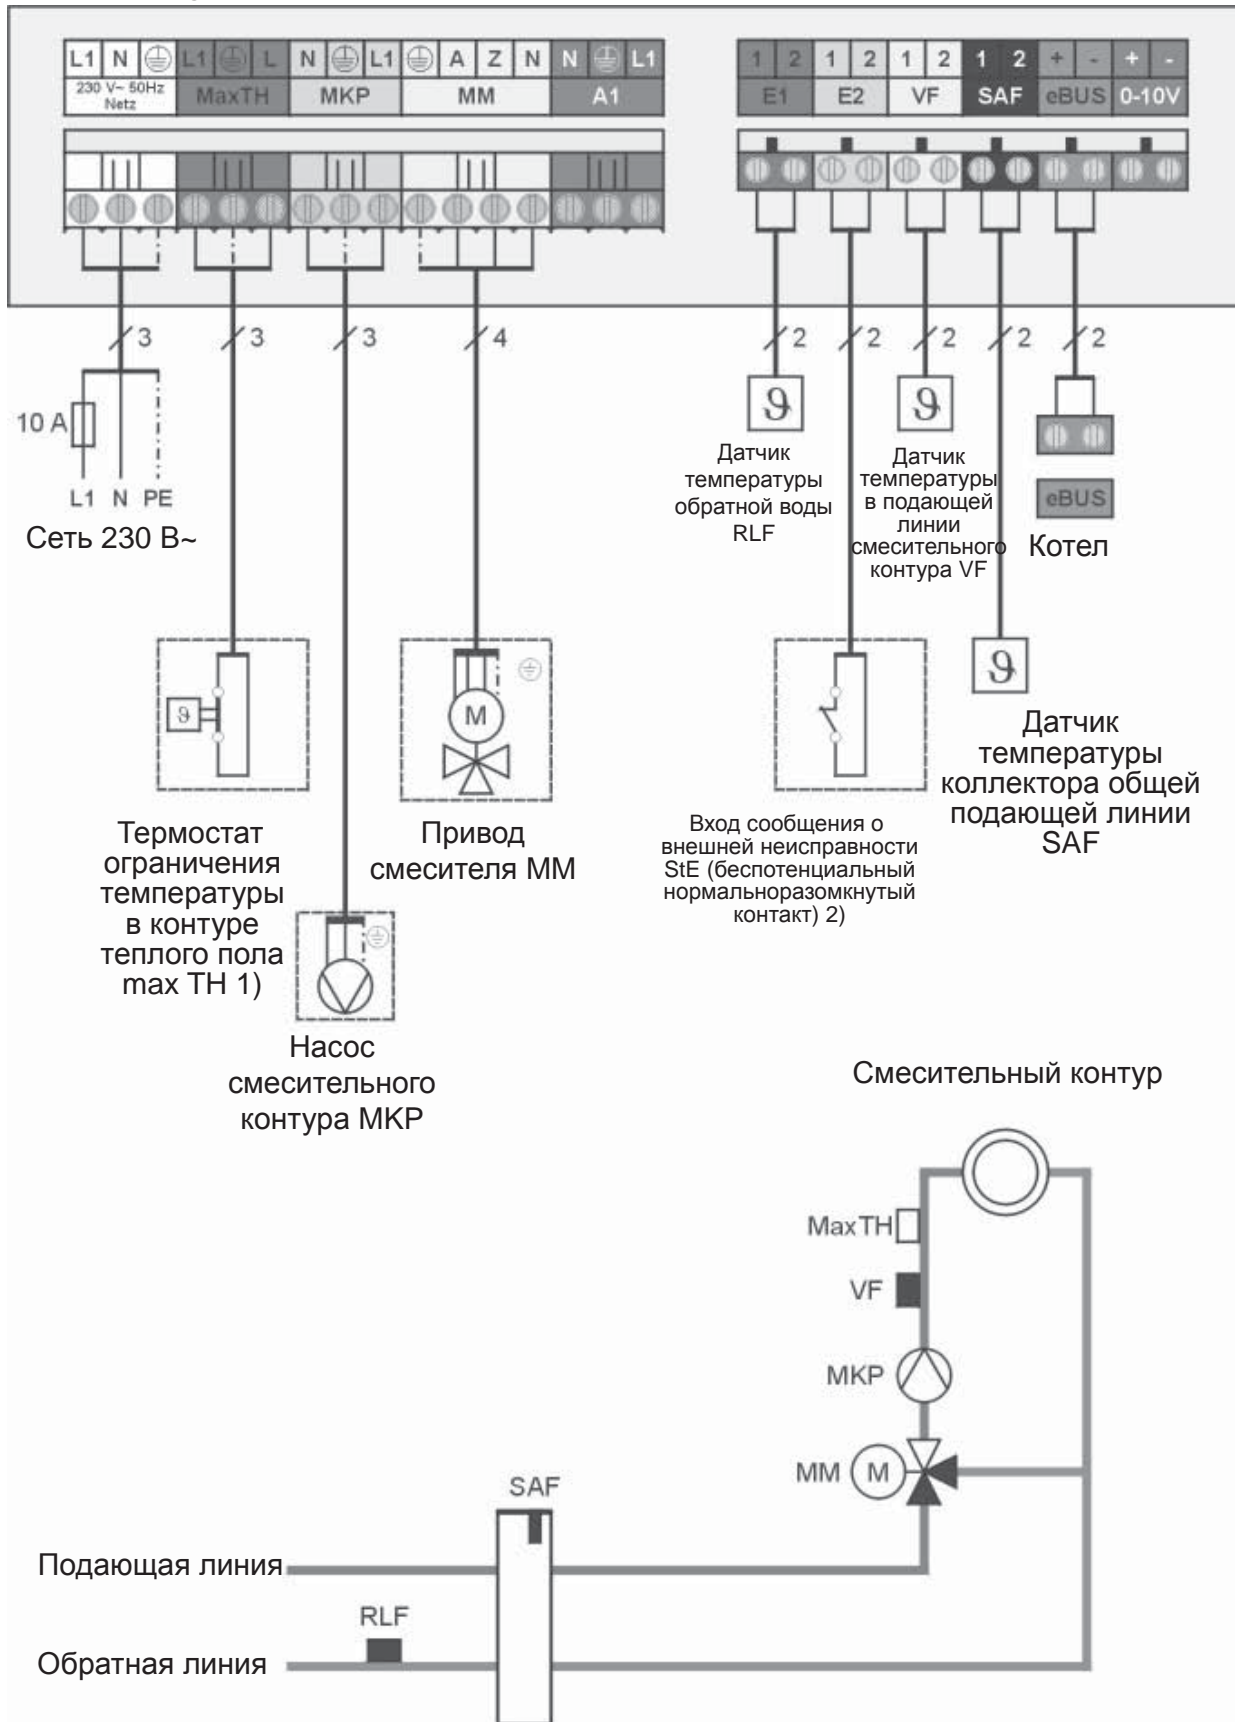 L1 N L1 L N L1 A Z N N L1
230 V~ 50Hz
Netz
MaxTH MKP MM A1
1 2 1 2 1 2 1 2 + - + -
E1 E2 VF SAF eBUS 0-10V
3 3 3 4
2 2 2 2 2
10 A
L1 N PE
Сеть 230 В~
ϑ
Датчик
температуры
обратной воды
RLF
ϑ
Датчик
температуры
в подающей
линии
смесительного
контура VF
eBUS
Котел
ϑ
Термостат
ограничения
температуры
в контуре
теплого пола
max TH 1)
M
Привод
смесителя MM
Насос
смесительного
контура MKP
Вход сообщения о
внешней неисправности
StE (беспотенциальный
нормальноразомкнутый
контакт) 2)
ϑ
Датчик
температуры
коллектора общей
подающей линии
SAF
Смесительный контур
MaxTH
VF
MKP
MM M
SAF
Подающая линия
RLF
Обратная линия